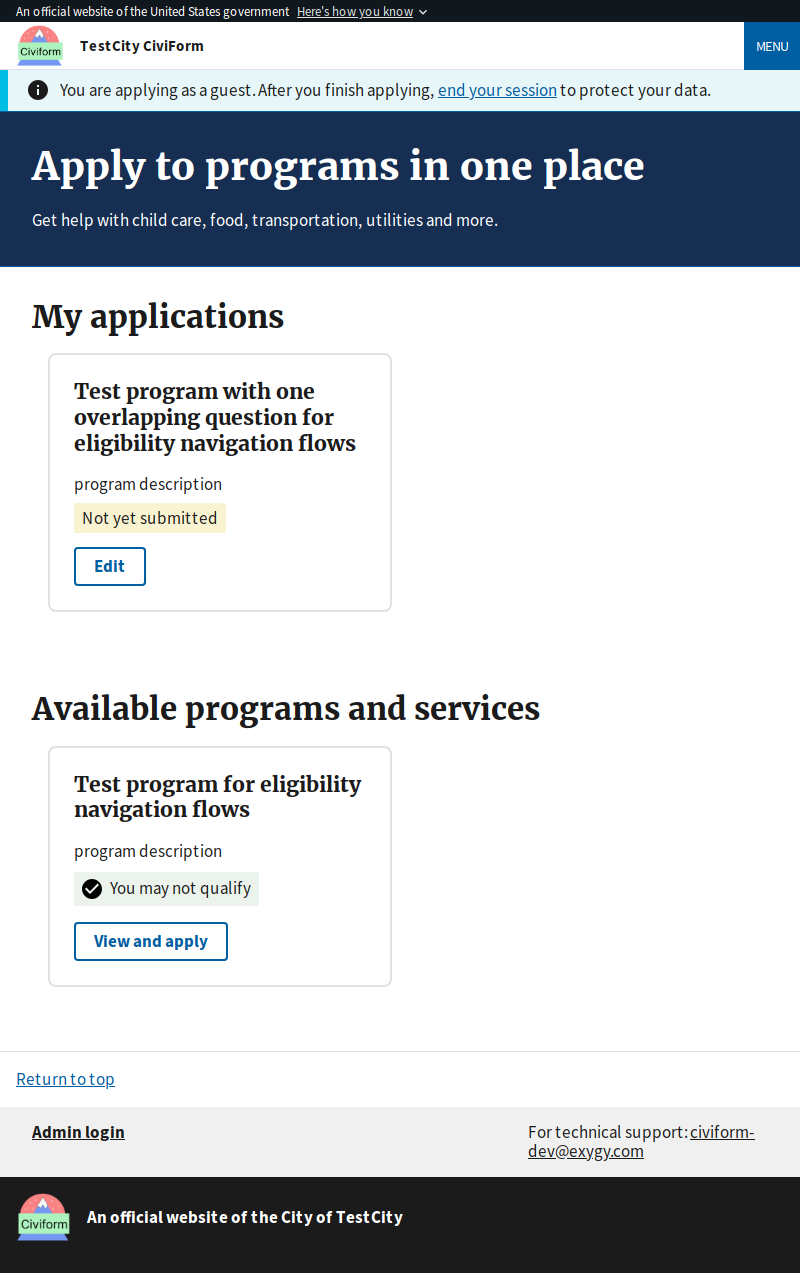 An official website of the United States government Here's how you know
Civiform
TestCity CiviForm
MENU
You are applying as a guest. After you finish applying, end your session to protect your data.
Apply to programs in one place
Get help with child care, food, transportation, utilities and more.
My applications
Test program with one
overlapping question for
eligibility navigation flows
program description
Not yet submitted
Edit
Available programs and services
Test program for eligibility
navigation flows
program description
You may not qualify
View and apply
Return to top
Admin login
For technical support: civiform-
dev@exygy.com
Civiform
An official website of the City of TestCity